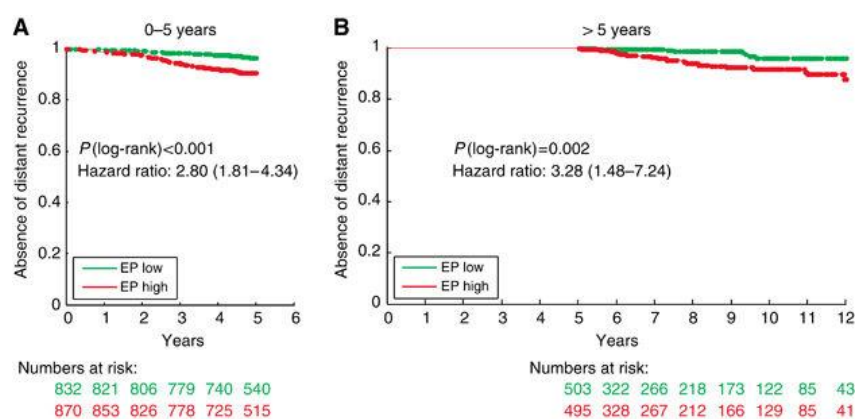 A
0–5 years
Absence of distant recurrence
1
0.8
0.6
0.4
0.2
0
P(log-rank)<0.001
Hazard ratio: 2.80 (1.81–4.34)
EP low
EP high
0 1 2 3 4 5 6
Years
Numbers at risk:
832 821 806 779 740 540
870 853 826 778 725 515
B
> 5 years
Absence of distant recurrence
1
0.8
0.6
0.4
0.2
0
P(log-rank)=0.002
Hazard ratio: 3.28 (1.48–7.24)
EP low
EP high
0 1 2 3 4 5 6 7 8 9 10 11 12
Years
Numbers at risk:
503 322 266 218 173 122 85 43
495 328 267 212 166 129 85 41